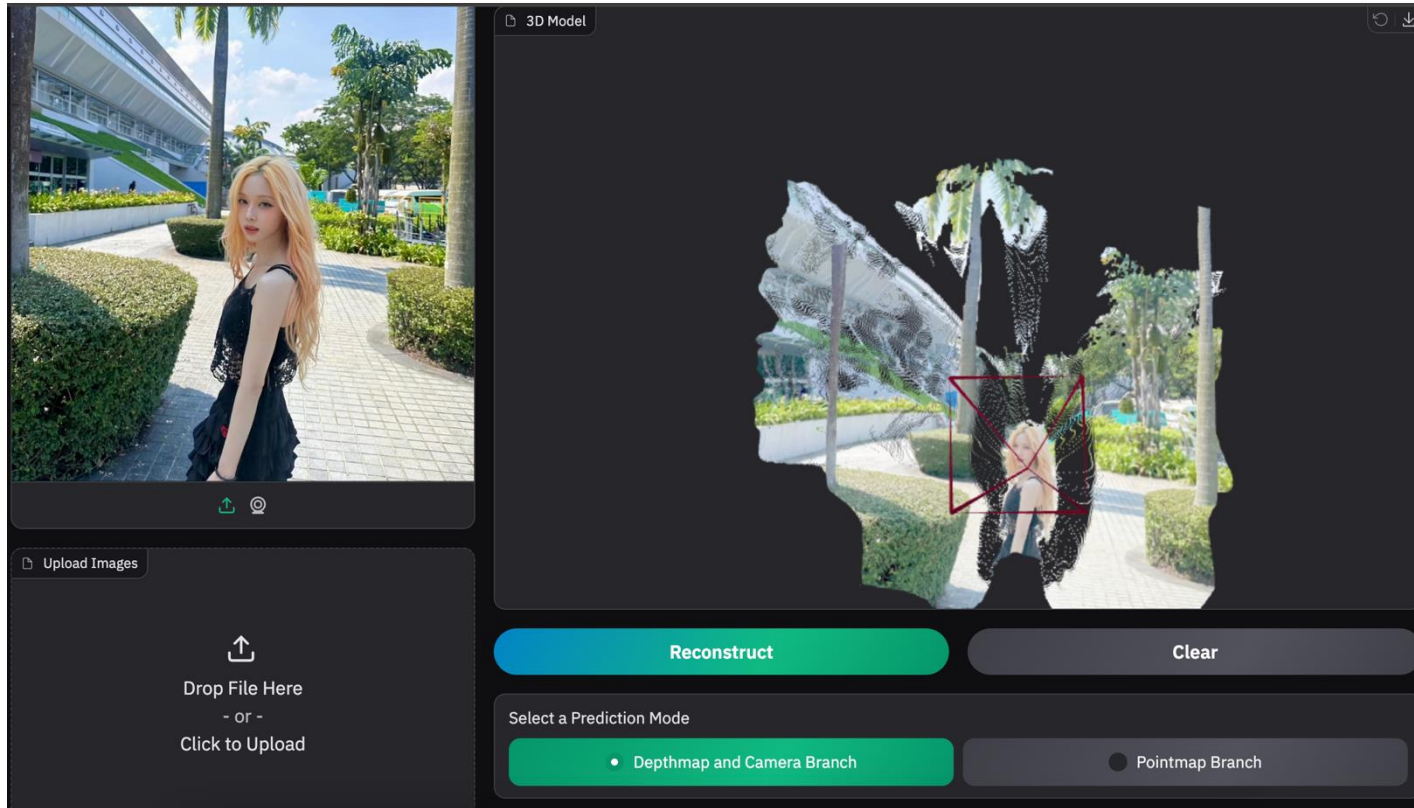 3D Model
Upload Images
Drop File Here
- or -
Click to Upload
Reconstruct
Clear
Select a Prediction Mode
Depthmap and Camera Branch
Pointmap Branch